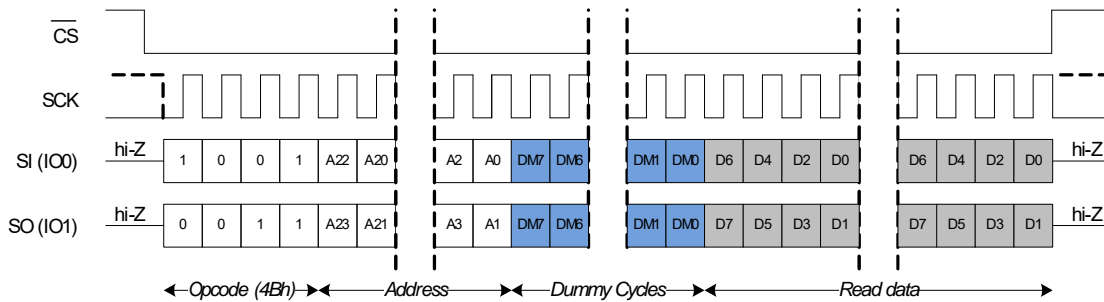 CS
SCK
SI (IO0) hi-Z 1 0 0 1 A22 A20 A2 A0 DM7 DM6 DM1 DM0 D6 D4 D2 D0 D6 D4 D2 D0 hi-Z
SO (IO1) hi-Z 0 0 1 1 A23 A21 A3 A1 DM7 DM6 DM1 DM0 D7 D5 D3 D1 D7 D5 D3 D1 hi-Z
Opcode (4Bh) Address Dummy Cycles Read data